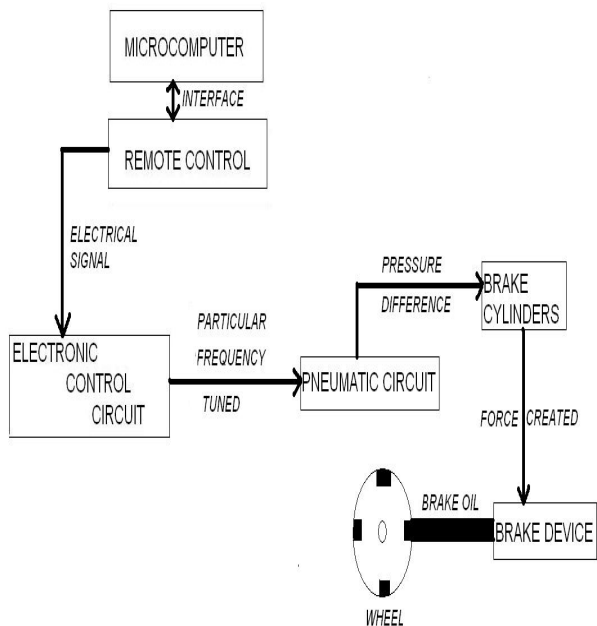 MICROCOMPUTER
INTERFACE
REMOTE CONTROL
ELECTRICAL
SIGNAL
PRESSURE
DIFFERENCE
BRAKE
CYLINDERS
PARTICULAR
FREQUENCY
TUNED
ELECTRONIC
CONTROL
CIRCUIT
PNEUMATIC CIRCUIT
FORCE CREATED
BRAKE OIL
BRAKE DEVICE
WHEEL